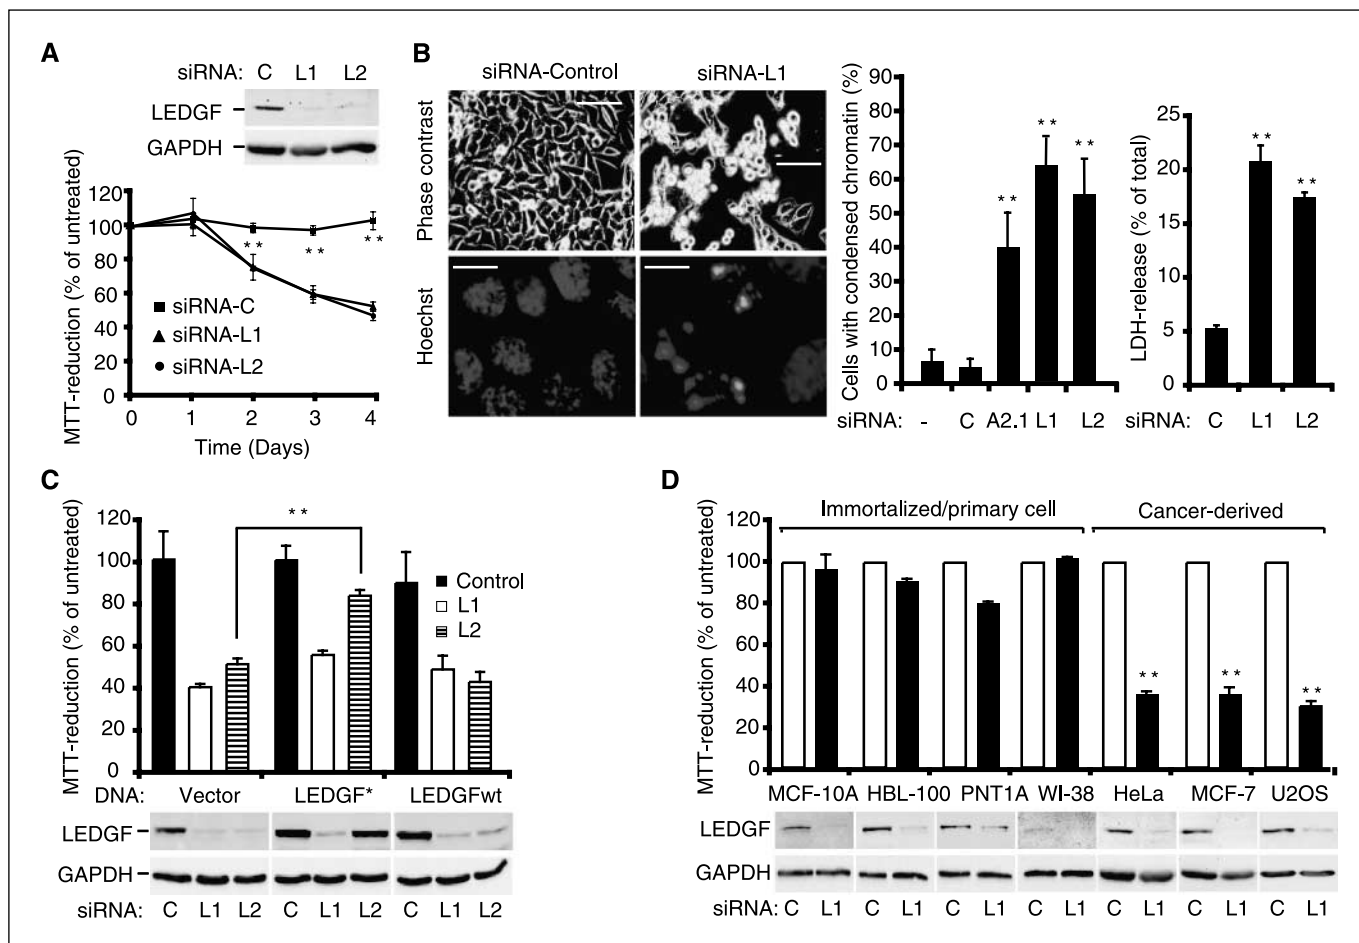 A
siRNA: C L1 L2
LEDGF
GAPDH
MTT-reduction (% of untreated)
120
100
80
60
40
20
0
** ** **
siRNA-C
siRNA-L1
siRNA-L2
0 1 2 3 4
Time (Days)
B
siRNA-Control siRNA-L1
Phase contrast
Hoechst
Cells with condensed chromatin (%)
90
80
70
60
50
40
30
20
10
0
** ** **
siRNA: - C A2.1 L1 L2
LDH-release (% of total)
25
20
15
10
5
0
** **
siRNA: C L1 L2
C
MTT-reduction (% of untreated)
120
100
80
60
40
20
0
**
Control
L1
L2
DNA: Vector LEDGF* LEDGFwt
LEDGF
GAPDH
siRNA: C L1 L2 C L1 L2 C L1 L2
D
MTT-reduction (% of untreated)
120
100
80
60
40
20
0
Immortalized/primary cell Cancer-derived
** ** **
MCF-10A HBL-100 PNT1A WI-38 HeLa MCF-7 U2OS
LEDGF
GAPDH
siRNA: C L1 C L1 C L1 C L1 C L1 C L1 C L1